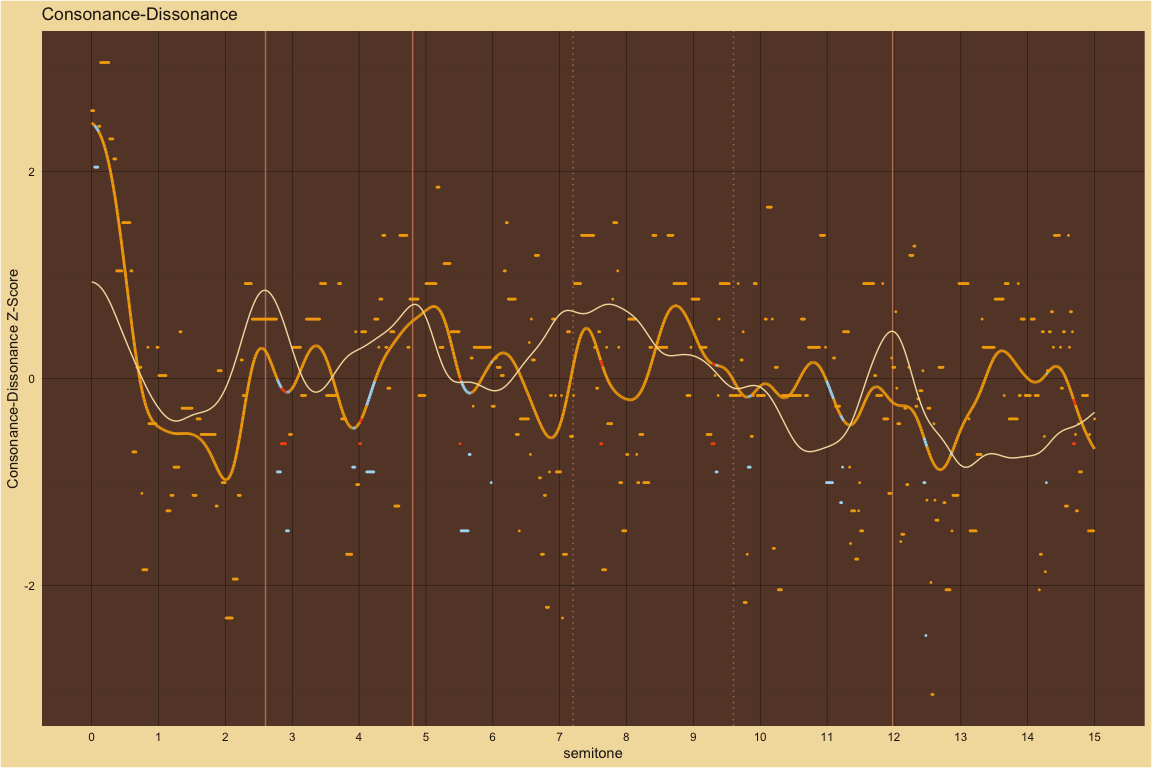 Consonance-Dissonance
Consonance-Dissonance Z-Score
2
0
-2
0 1 2 3 4 5 6 7 8 9 10 11 12 13 14 15
semitone